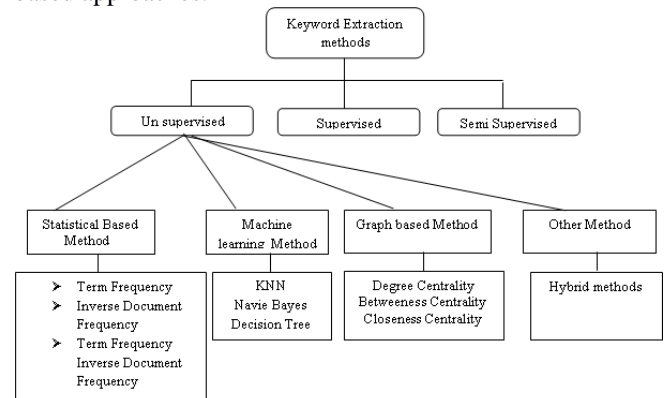 based approaches.
Keyword Extraction
methods
Un supervised
Supervised
Semi Supervised
Statistical Based
Method
Machine
learning Method
Graph based Method
Other Method
➤ Term Frequency
➤ Inverse Document
Frequency
➤ Term Frequency
Inverse Document
Frequency
KNN
Navie Bayes
Decision Tree
Degree Centrality
Betweeness Centrality
Closeness Centrality
Hybrid methods